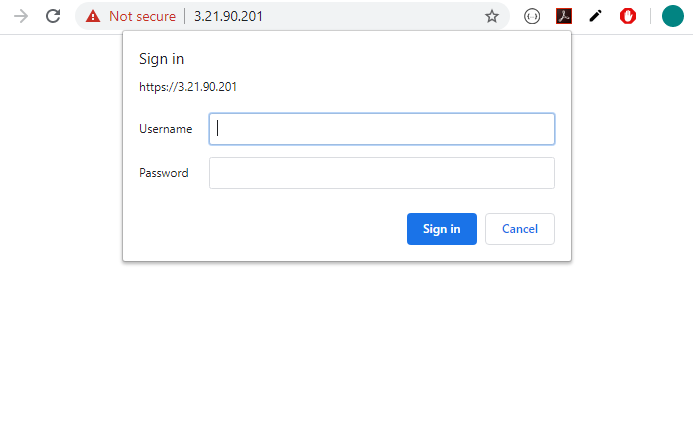 Not secure | 3.21.90.201
Sign in
https://3.21.90.201
Username
Password
Sign in Cancel